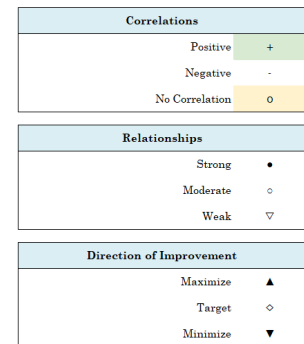 Correlations
Positive +
Negative -
No Correlation o
Relationships
Strong ●
Moderate ○
Weak ▽
Direction of Improvement
Maximize ▲
Target ◇
Minimize ▼